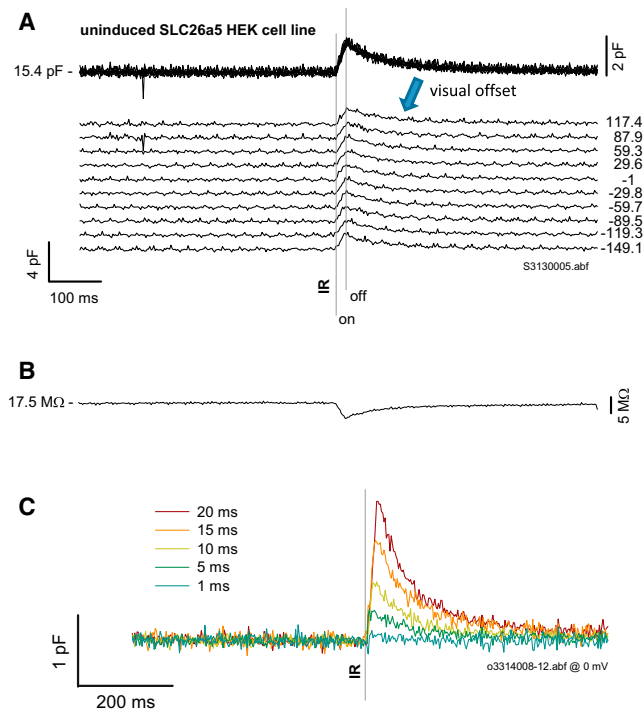 A
uninduced SLC26a5 HEK cell line
15.4 pF -
2 pF
visual offset
117.4
87.9
59.3
29.6
-1
-29.8
-59.7
-89.5
-119.3
-149.1
4 pF
100 ms
S3130005.abf
IR
off
on
B
17.5 MΩ -
5 MΩ
C
20 ms
15 ms
10 ms
5 ms
1 ms
1 pF
200 ms
IR
o3314008-12.abf @ 0 mV